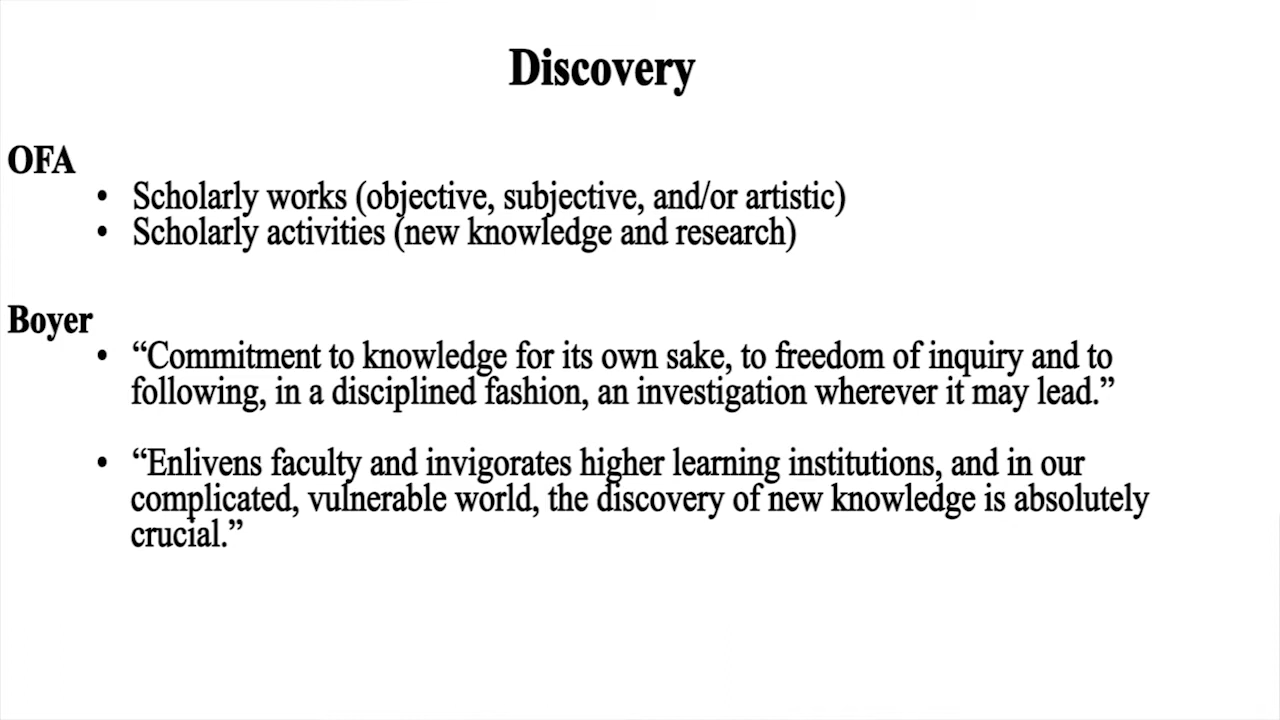 Discovery
OFA
• Scholarly works (objective, subjective, and/or artistic)
• Scholarly activities (new knowledge and research)
Boyer
• “Commitment to knowledge for its own sake, to freedom of inquiry and to
following, in a disciplined fashion, an investigation wherever it may lead.”
• “Enlivens faculty and invigorates higher learning institutions, and in our
complicated, vulnerable world, the discovery of new knowledge is absolutely
crucial.”